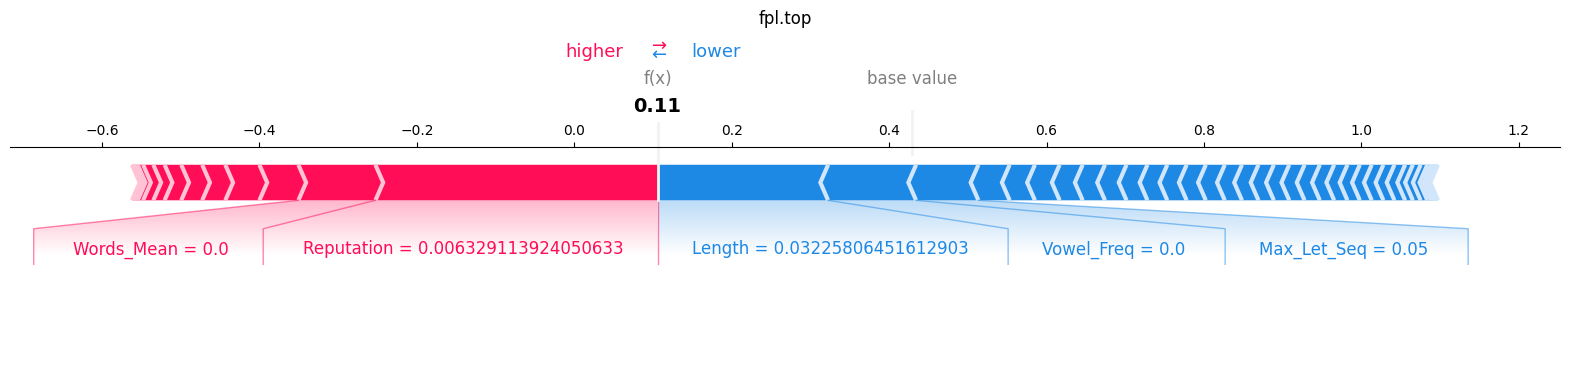 fpl.top
higher ⇄ lower
f(x) base value
0.11
−0.6 −0.4 −0.2 0.0 0.2 0.4 0.6 0.8 1.0 1.2
Words_Mean = 0.0 Reputation = 0.006329113924050633 Length = 0.03225806451612903 Vowel_Freq = 0.0 Max_Let_Seq = 0.05